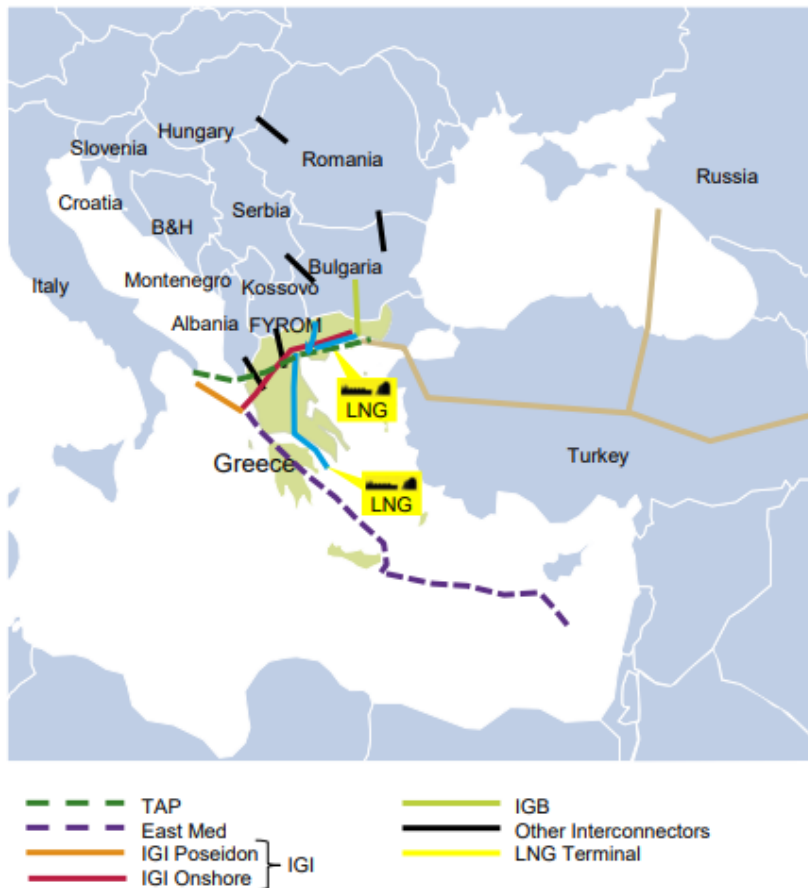 Hungary
Slovenia
Romania
Russia
Croatia
Serbia
B&H
Bulgaria
Italy
Montenegro
Kossovo
Albania
FYROM
LNG
Turkey
Greece
LNG
TAP
East Med
IGI Poseidon
IGI
IGI Onshore
IGB
Other Interconnectors
LNG Terminal